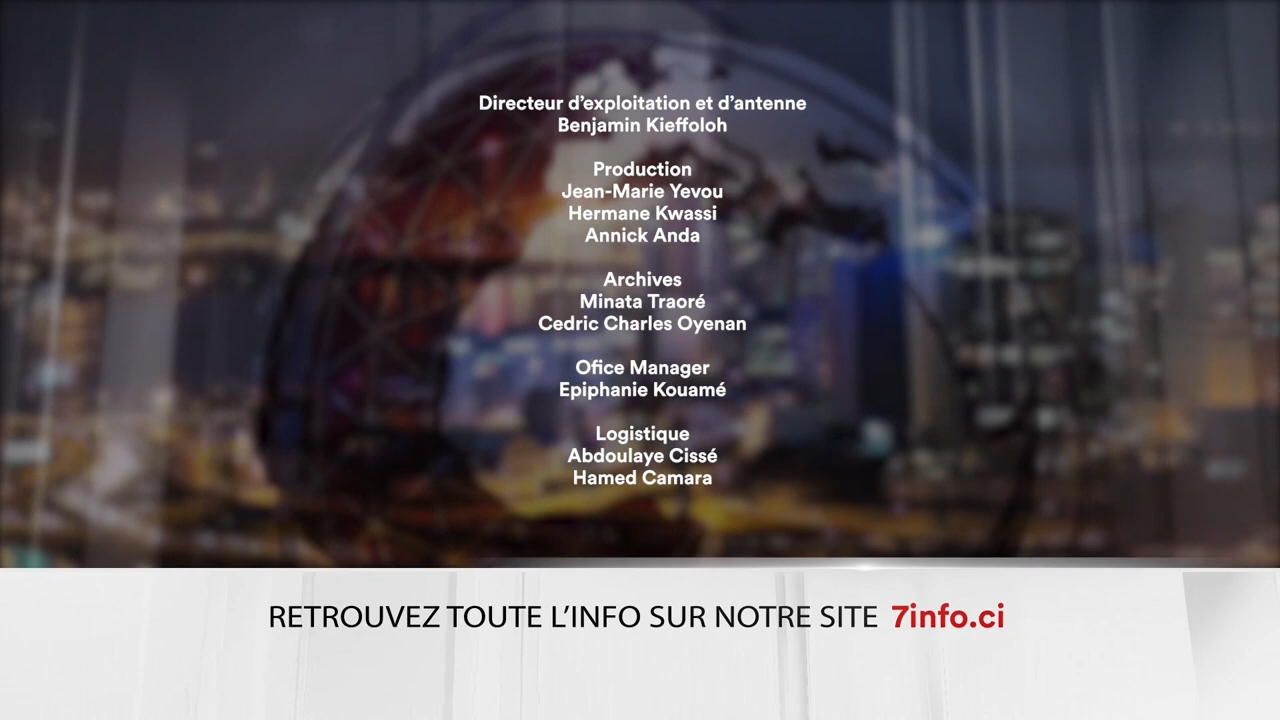 Directeur d’exploitation et d’antenne
Benjamin Kieffoloh
Production
Jean-Marie Yevou
Hermane Kwassi
Annick Anda
Archives
Minata Traoré
Cedric Charles Oyenan
Ofice Manager
Epiphanie Kouamé
Logistique
Abdoulaye Cissé
Hamed Camara
RETROUVEZ TOUTE L’INFO SUR NOTRE SITE 7info.ci